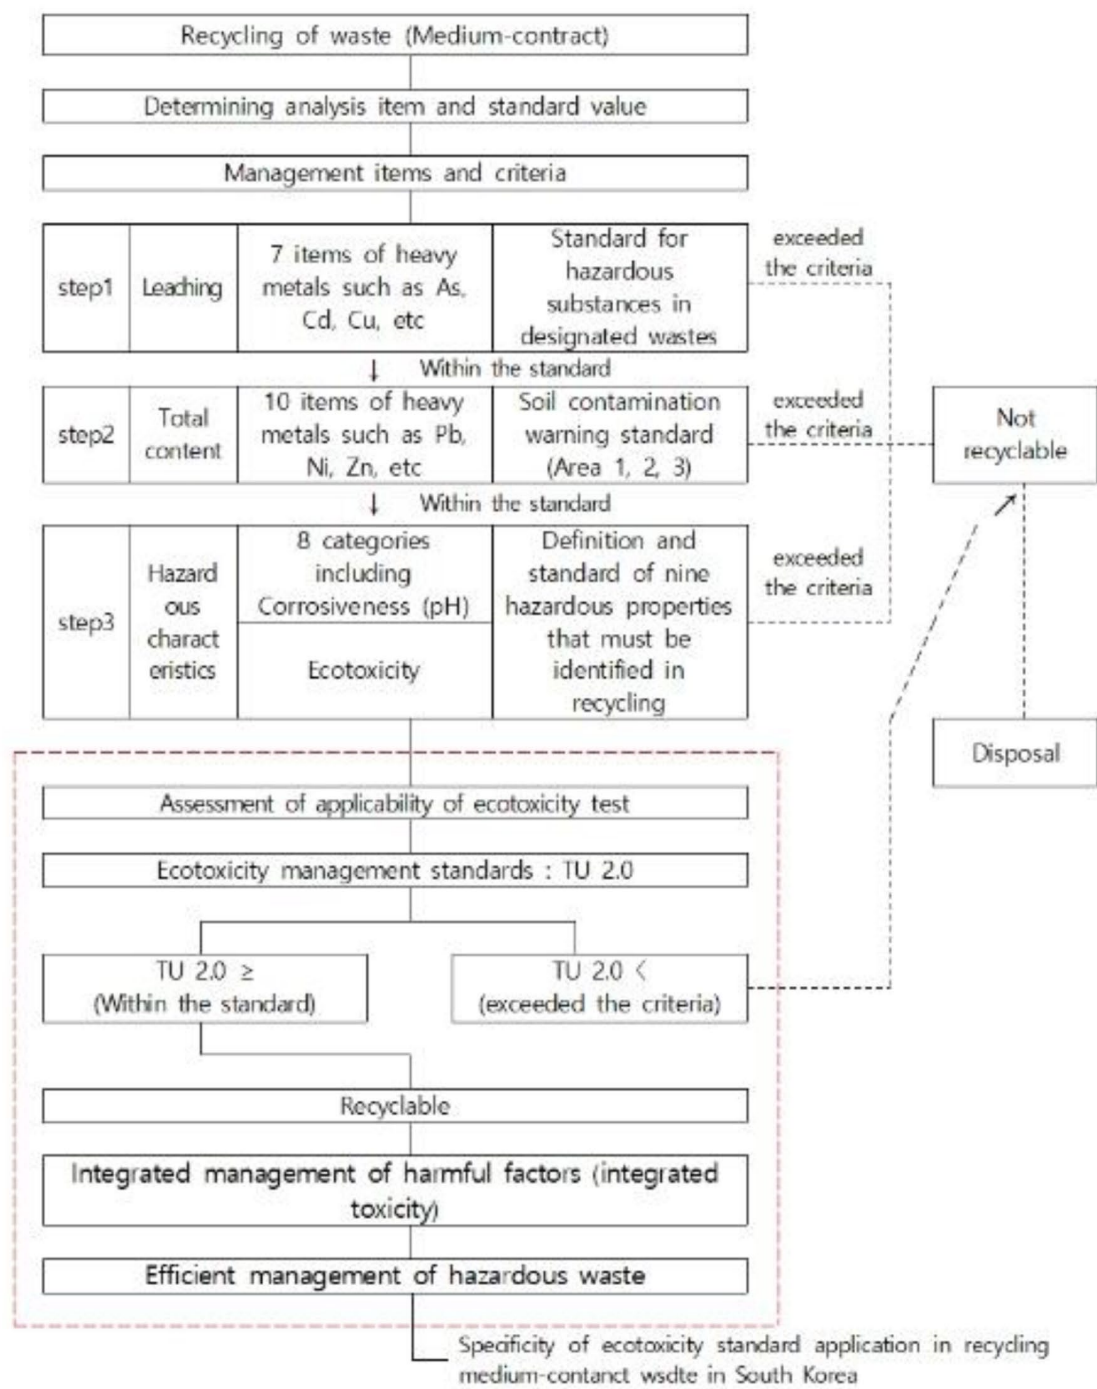 Recycling of waste (Medium-contract)
Determining analysis item and standard value
Management items and criteria
step1
Leaching
7 items of heavy
metals such as As,
Cd, Cu, etc
Standard for
hazardous
substances in
designated wastes
exceeded
the criteria
↓ Within the standard
step2
Total
content
10 items of heavy
metals such as Pb,
Ni, Zn, etc
Soil contamination
warning standard
(Area 1, 2, 3)
exceeded
the criteria
Not
recyclable
↓ Within the standard
step3
Hazard
ous
charact
eristics
8 categories
including
Corrosiveness (pH)
Ecotoxicity
Definition and
standard of nine
hazardous properties
that must be
identified in
recycling
exceeded
the criteria
Disposal
Assessment of applicability of ecotoxicity test
Ecotoxicity management standards : TU 2.0
TU 2.0 ≥
(Within the standard)
TU 2.0 <
(exceeded the criteria)
Recyclable
Integrated management of harmful factors (integrated
toxicity)
Efficient management of hazardous waste
Specificity of ecotoxicity standard application in recycling
medium-contanct wsdte in South Korea